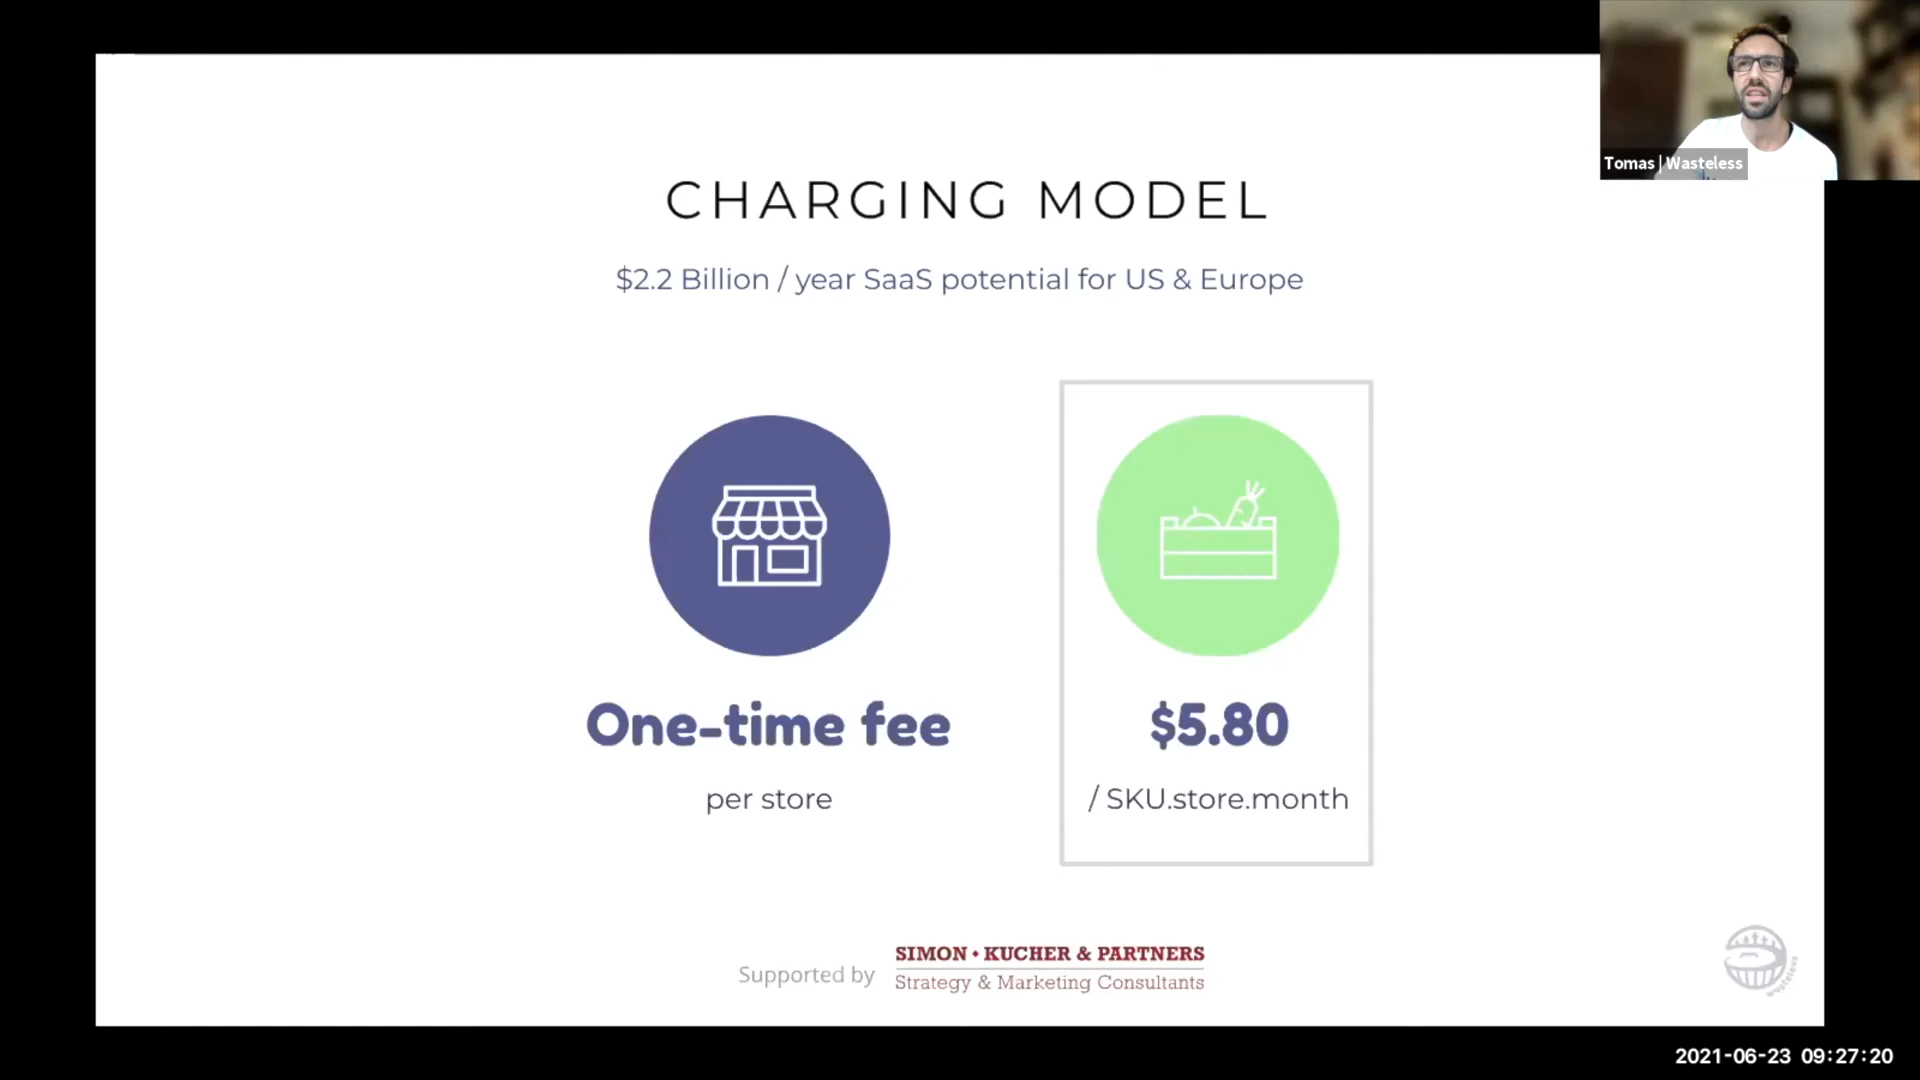 Tomas | Wasteless
CHARGING MODEL
$2.2 Billion / year SaaS potential for US & Europe
One-time fee
per store
$5.80
/ SKU.store.month
Supported by
SIMON • KUCHER & PARTNERS
Strategy & Marketing Consultants
wasteless
2021-06-23 09:27:20